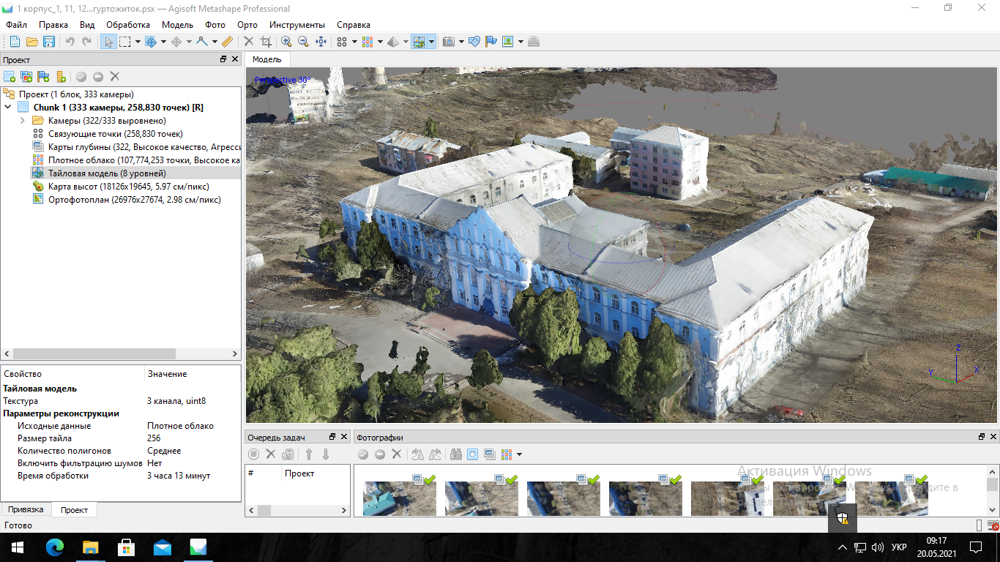 1 корпус_1, 11, 12...гуртожиток.psx — Agisoft Metashape Professional
Файл Правка Вид Обработка Модель Фото Орто Инструменты Справка
Проект
Проект (1 блок, 333 камеры)
Chunk 1 (333 камеры, 258,830 точек) [R]
Камеры (322/333 выровнено)
Связующие точки (258,830 точек)
Карты глубины (322, Высокое качество, Агресси
Плотное облако (107,774,253 точки, Высокое ка
Тайловая модель (8 уровней)
Карта высот (18126x19645, 5.97 см/пикс)
Ортофотоплан (26976x27674, 2.98 см/пикс)
Свойство Значение
Тайловая модель
Текстура 3 канала, uint8
Параметры реконструкции
Исходные данные Плотное облако
Размер тайла 256
Количество полигонов Среднее
Включить фильтрацию шумов Нет
Время обработки 3 часа 13 минут
Привязка Проект
Готово
Модель
Perspective 30°
Z
Y X
Очередь задач
# Проект
Фотографии
Активация Windows
активировать Windows, перейдите в
раздел
УКР
09:17
20.05.2021